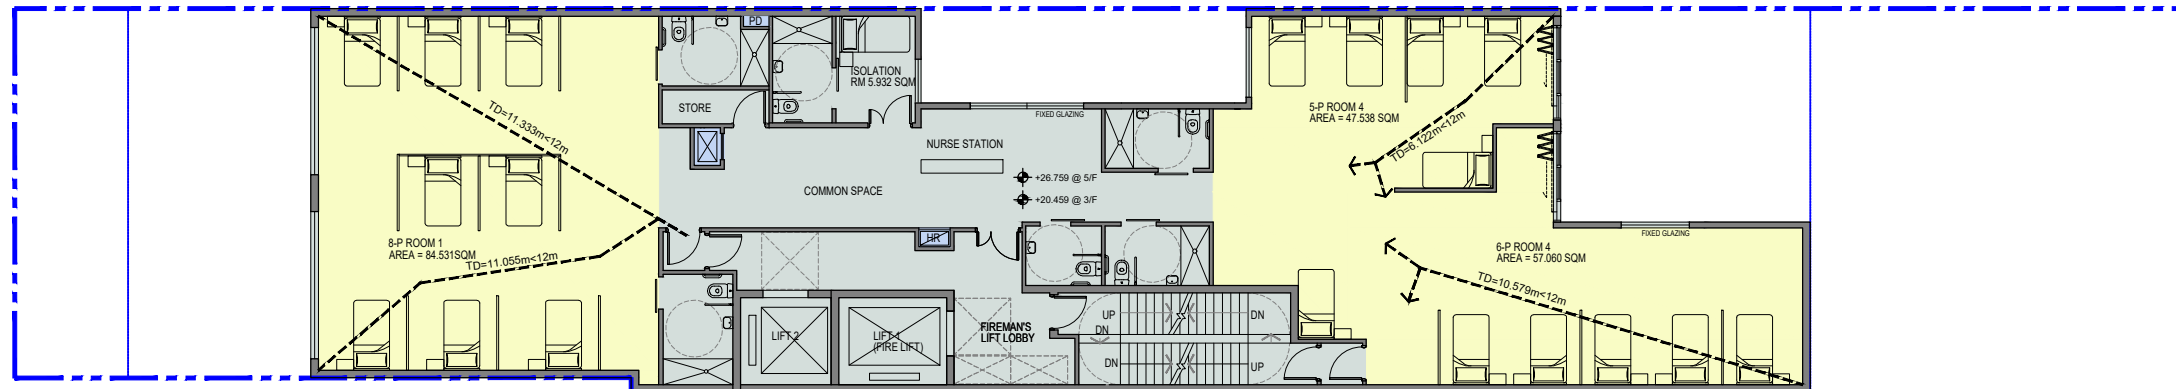 PD
ISOLATION
RM 5.932 SQM
STORE
TD=11.333m<12m
NURSE STATION
FIXED GLAZING
COMMON SPACE
+26.759 @ 5/F
+20.459 @ 3/F
5-P ROOM 4
AREA = 47.538 SQM
TD=6.122m<12m
8-P ROOM 1
AREA = 84.531SQM
TD=11.055m<12m
HR
FIXED GLAZING
6-P ROOM 4
AREA = 57.060 SQM
TD=10.579m<12m
LIFT 2
LIFT 1
(FIRE LIFT)
FIREMAN'S
LIFT LOBBY
UP
DN
DN
DN
UP